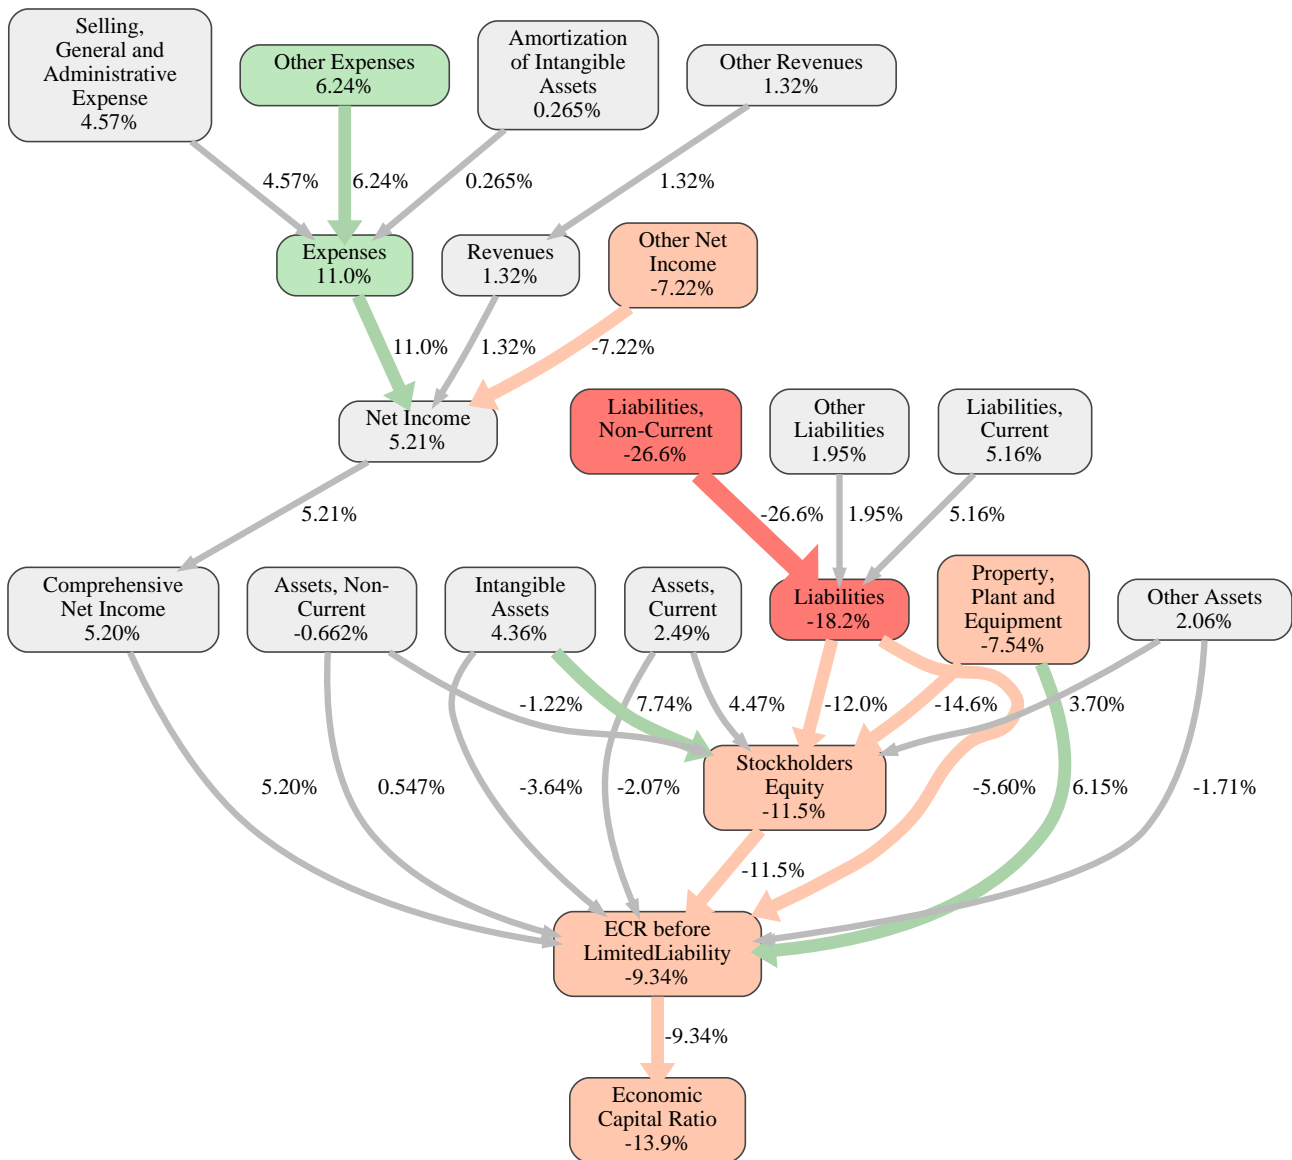 Selling,
General and
Administrative
Expense
4.57%
Other Expenses
6.24%
Amortization
of Intangible
Assets
0.265%
Other Revenues
1.32%
4.57%
6.24%
0.265%
1.32%
Expenses
11.0%
Revenues
1.32%
Other Net
Income
-7.22%
11.0%
1.32%
-7.22%
Net Income
5.21%
Liabilities,
Non-Current
-26.6%
Other
Liabilities
1.95%
Liabilities,
Current
5.16%
5.21%
-26.6%
1.95%
5.16%
Comprehensive
Net Income
5.20%
Assets, Non-
Current
-0.662%
Intangible
Assets
4.36%
Assets,
Current
2.49%
Liabilities
-18.2%
Property,
Plant and
Equipment
-7.54%
Other Assets
2.06%
-1.22%
7.74%
4.47%
-12.0%
-14.6%
3.70%
Stockholders
Equity
-11.5%
5.20%
0.547%
-3.64%
-2.07%
-5.60%
6.15%
-1.71%
-11.5%
ECR before
LimitedLiability
-9.34%
-9.34%
Economic
Capital Ratio
-13.9%